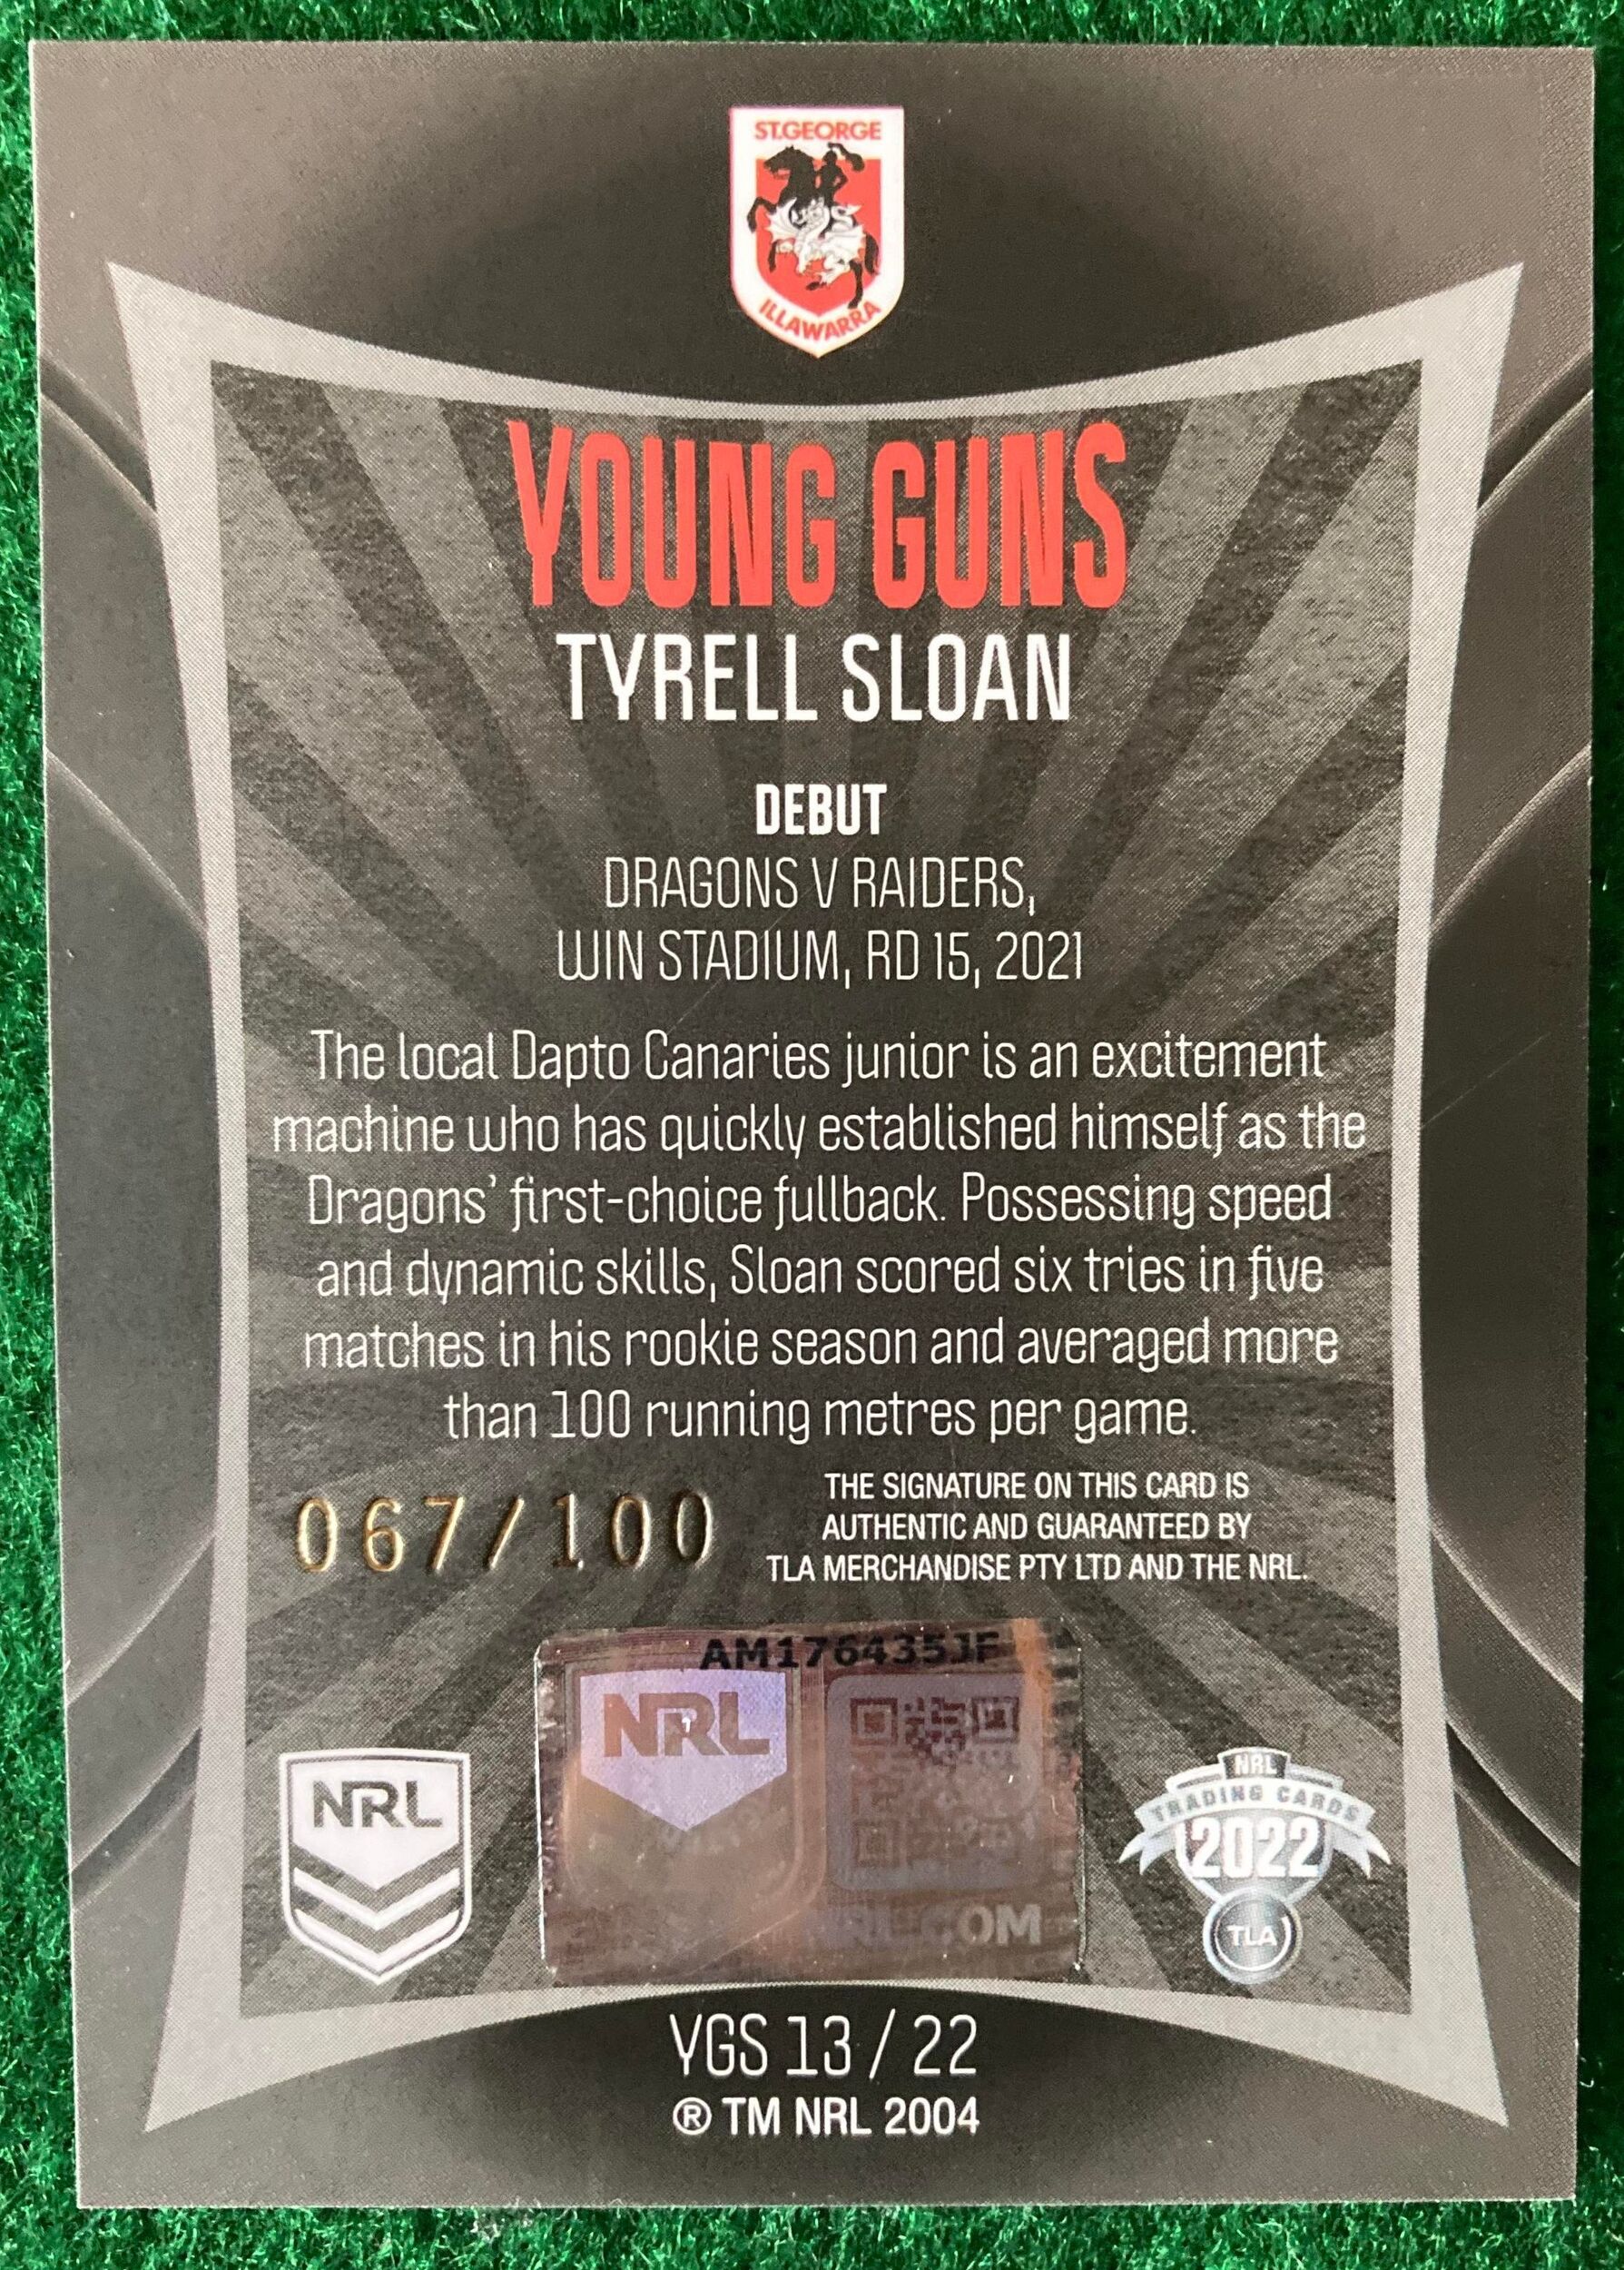 ST.GEORGE
ILLAWARRA
YOUNG GUNS
TYRELL SLOAN
DEBUT
DRAGONS V RAIDERS,
WIN STADIUM, RD 15, 2021
The local Dapto Canaries junior is an excitement
machine who has quickly established himself as the
Dragons' first-choice fullback. Possessing speed
and dynamic skills, Sloan scored six tries in five
matches in his rookie season and averaged more
than 100 running metres per game.
067/100
THE SIGNATURE ON THIS CARD IS
AUTHENTIC AND GUARANTEED BY
TLA MERCHANDISE PTY LTD AND THE NRL.
AM176435JF
NRL
NRL.COM
NRL
NRL
TRADING CARDS
2022
TLA
YGS 13 / 22
® TM NRL 2004